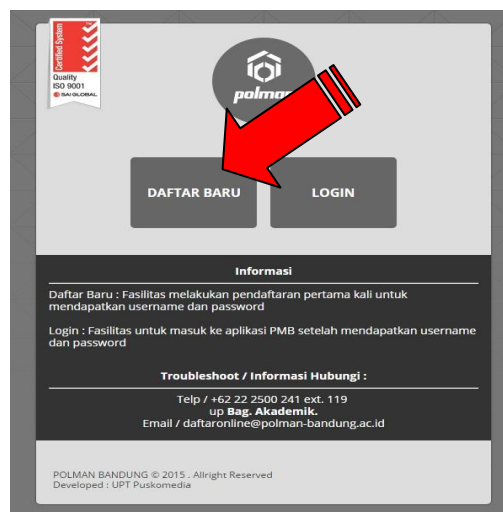 Certified System
Quality
ISO 9001
SAI GLOBAL
DAFTAR BARU
LOGIN
Informasi
Daftar Baru : Fasilitas melakukan pendaftaran pertama kali untuk
mendapatkan username dan password
Login : Fasilitas untuk masuk ke aplikasi PMB setelah mendapatkan username
dan password
Troubleshoot / Informasi Hubungi :
Telp / +62 22 2500 241 ext. 119
up Bag. Akademik.
Email / daftaronline@polman-bandung.ac.id
POLMAN BANDUNG © 2015 . Allright Reserved
Developed : UPT Puskomedia